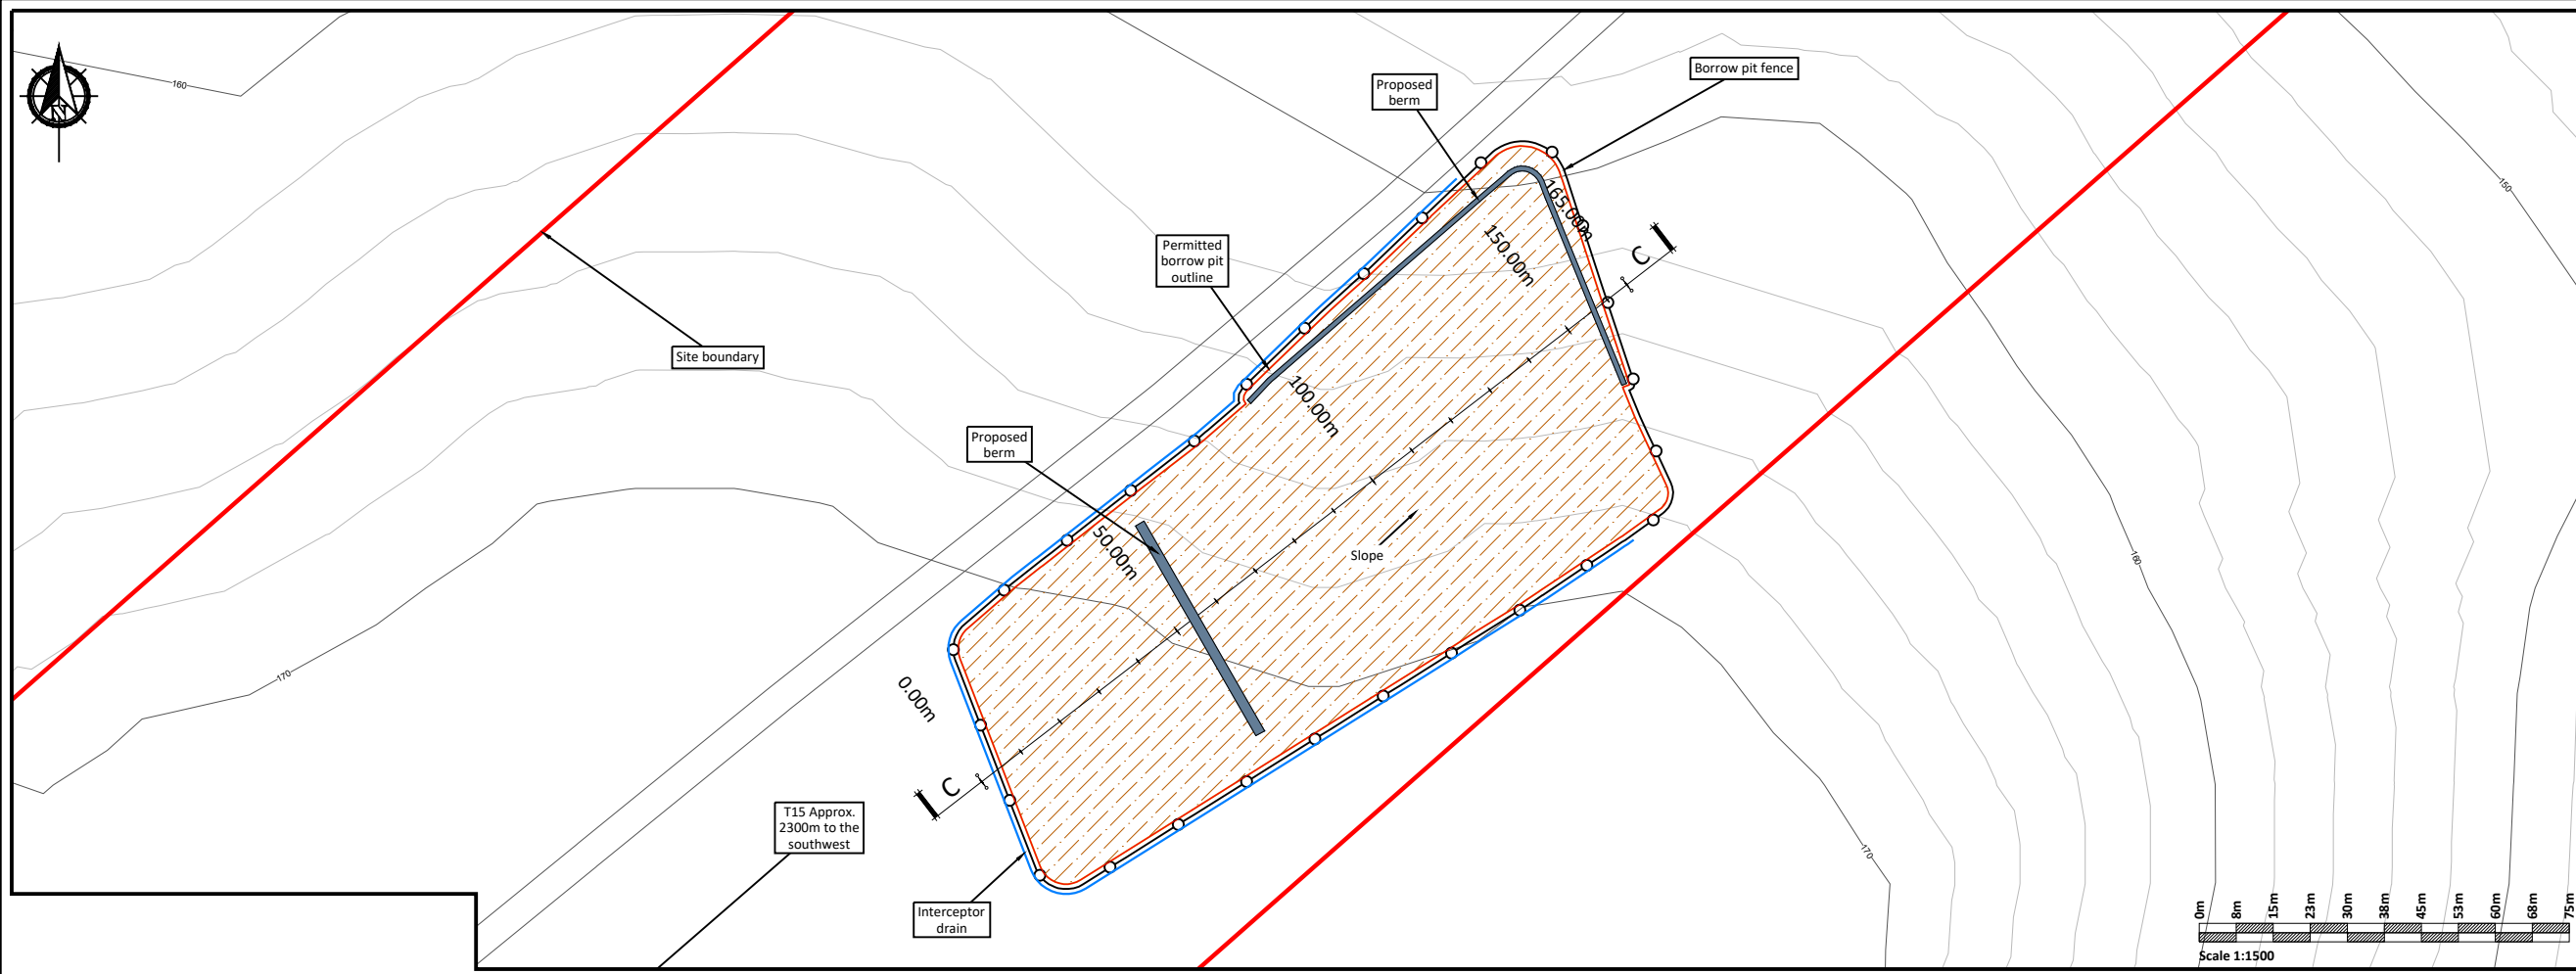 160
N
Proposed
berm
Borrow pit fence
Permitted
borrow pit
outline
165.00m
150.00m
C
150
Site boundary
100.00m
Proposed
berm
50.00m
Slope
160
170
0.00m
C
T15 Approx.
2300m to the
southwest
170
Interceptor
drain
0m 8m 15m 23m 30m 38m 45m 53m 60m 68m 75m
Scale 1:1500